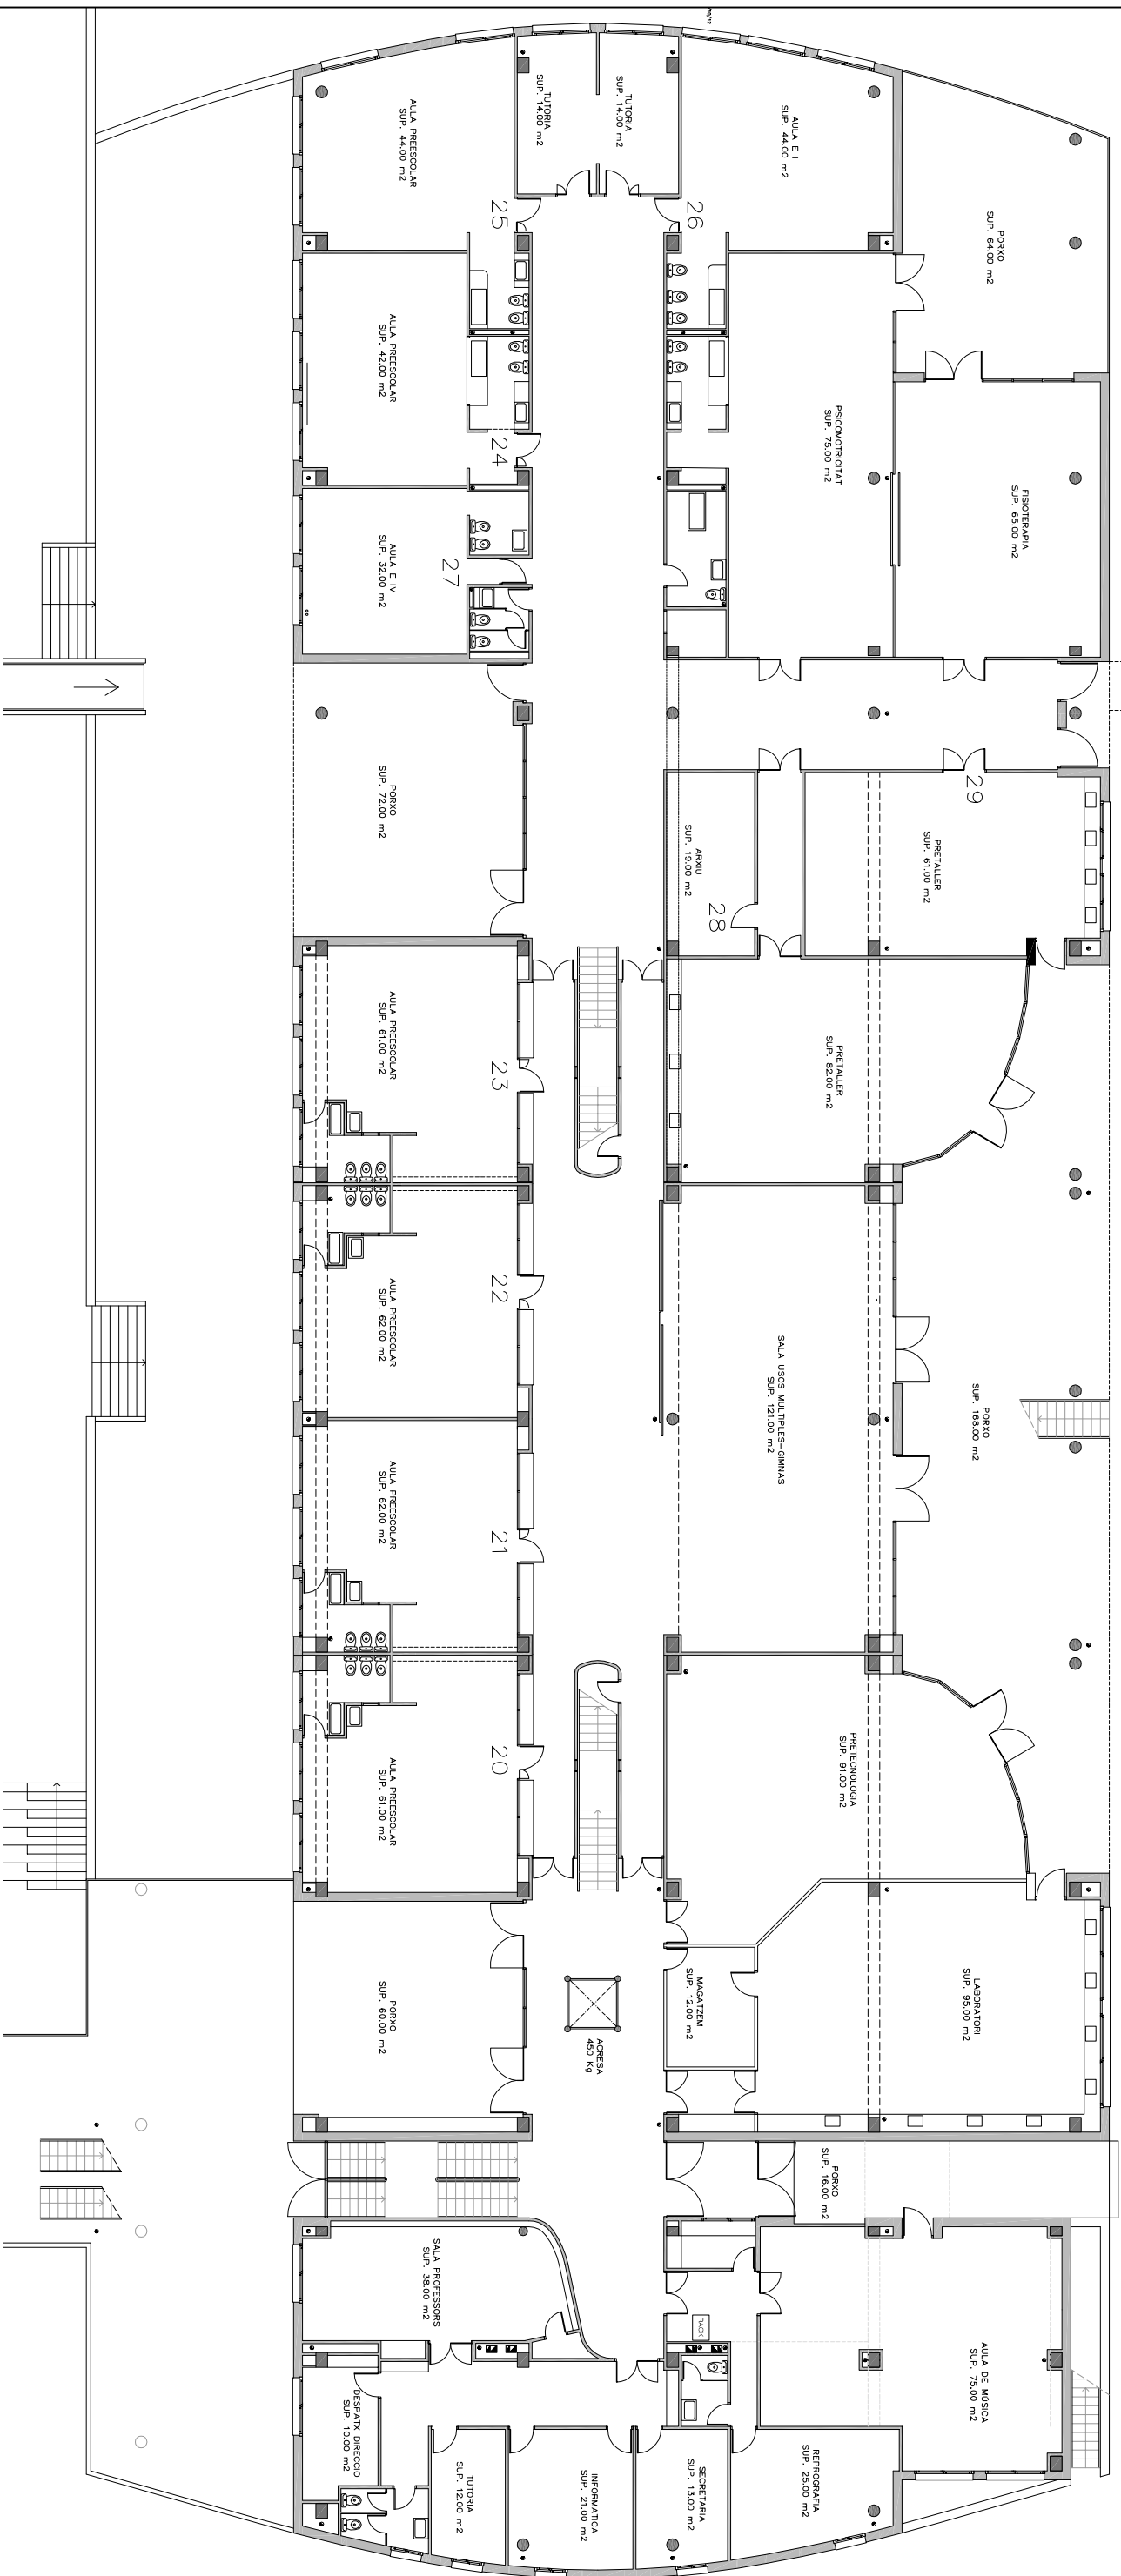 AULA PREESCOLAR
SUP. 44.00 m2
TUTORIA
SUP. 14.00 m2
TUTORIA
SUP. 14.00 m2
AULA E I
SUP. 44.00 m2
PORXO
SUP. 64.00 m2
25
26
AULA PREESCOLAR
SUP. 42.00 m2
24
PSICOMOTRICITAT
SUP. 75.00 m2
FISIOTERAPIA
SUP. 65.00 m2
AULA E IV
SUP. 32.00 m2
27
PORXO
SUP. 72.00 m2
ARXIU
SUP. 19.00 m2
28
PRETALLER
SUP. 61.00 m2
29
AULA PREESCOLAR
SUP. 61.00 m2
23
PRETALLER
SUP. 82.00 m2
AULA PREESCOLAR
SUP. 62.00 m2
22
SALA USOS MULTIPLES-GIMNAS
SUP. 121.00 m2
PORXO
SUP. 168.00 m2
AULA PREESCOLAR
SUP. 62.00 m2
21
AULA PREESCOLAR
SUP. 61.00 m2
20
PRETECNOLOGIA
SUP. 91.00 m2
PORXO
SUP. 60.00 m2
ACRESA
450 Kg
MAGATZEM
SUP. 12.00 m2
LABORATORI
SUP. 95.00 m2
PORXO
SUP. 16.00 m2
SALA PROFESSORS
SUP. 38.00 m2
RACK
AULA DE MÚSICA
SUP. 75.00 m2
DESPATX DIRECCIO
SUP. 10.00 m2
TUTORIA
SUP. 12.00 m2
INFORMATICA
SUP. 21.00 m2
SECRETARIA
SUP. 13.00 m2
REPROGRAFIA
SUP. 25.00 m2